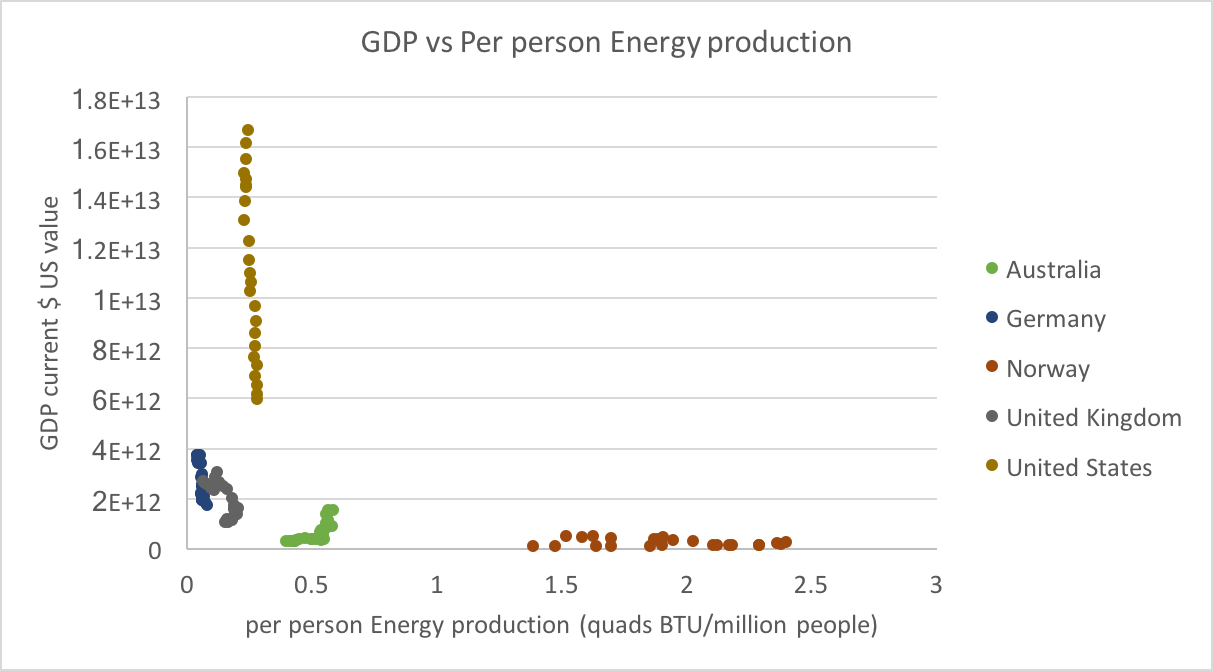 GDP vs Per person Energy production
GDP current $ US value
1.8E+13
1.6E+13
1.4E+13
1.2E+13
1E+13
8E+12
6E+12
4E+12
2E+12
0
0 0.5 1 1.5 2 2.5 3
per person Energy production (quads BTU/million people)
Australia
Germany
Norway
United Kingdom
United States